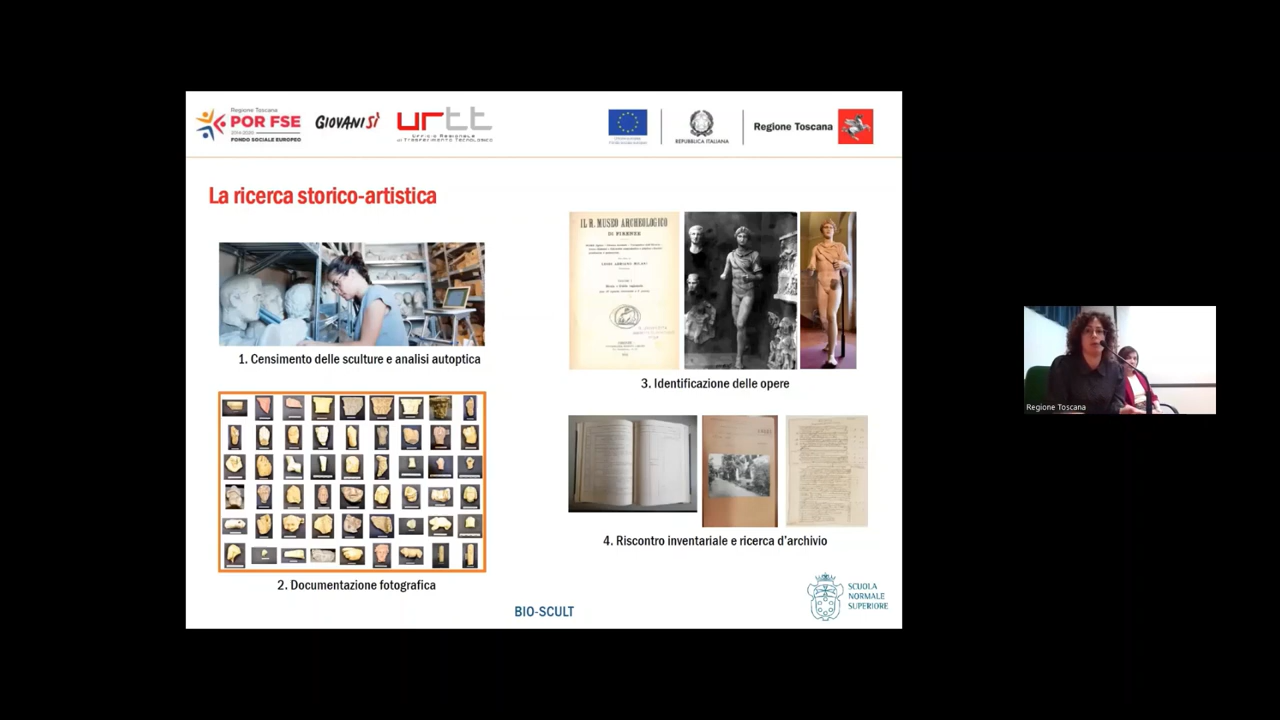 Regione Toscana
POR FSE
FONDO SOCIALE EUROPEO
GIOVANISÌ
urtt
Ufficio Regionale
di Trasferimento Tecnologico
REPUBBLICA ITALIANA
Regione Toscana
La ricerca storico-artistica
1. Censimento delle sculture e analisi autoptica
2. Documentazione fotografica
IL R. MUSEO ARCHEOLOGICO
DI FIRENZE
3. Identificazione delle opere
4. Riscontro inventariale e ricerca d'archivio
BIO-SCULT
SCUOLA
NORMALE
SUPERIORE
Regione Toscana